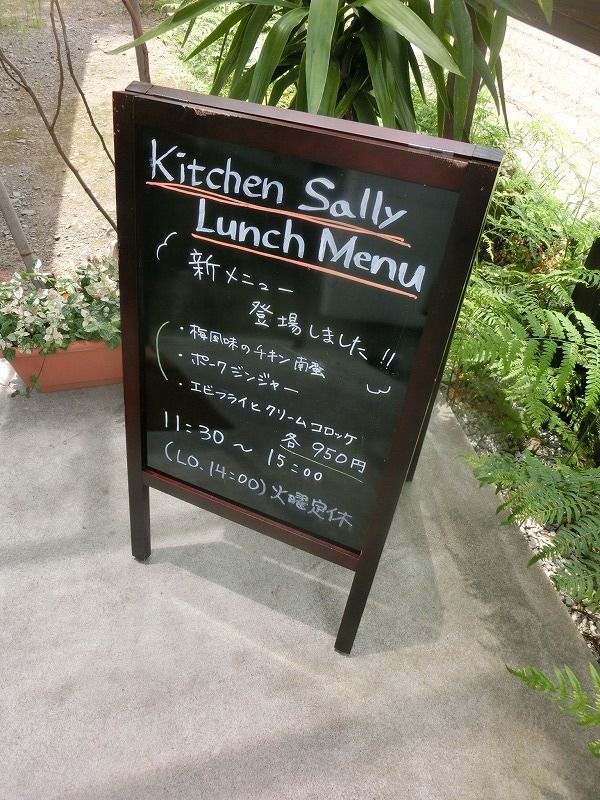 Kitchen Sally
Lunch Menu
新メニュー
登場しました!!
・梅風味のチキン南蛮
・ポークジンジャー
・エビフライとクリームコロッケ
各950円
11:30〜15:00
(LO.14:00)火曜定休